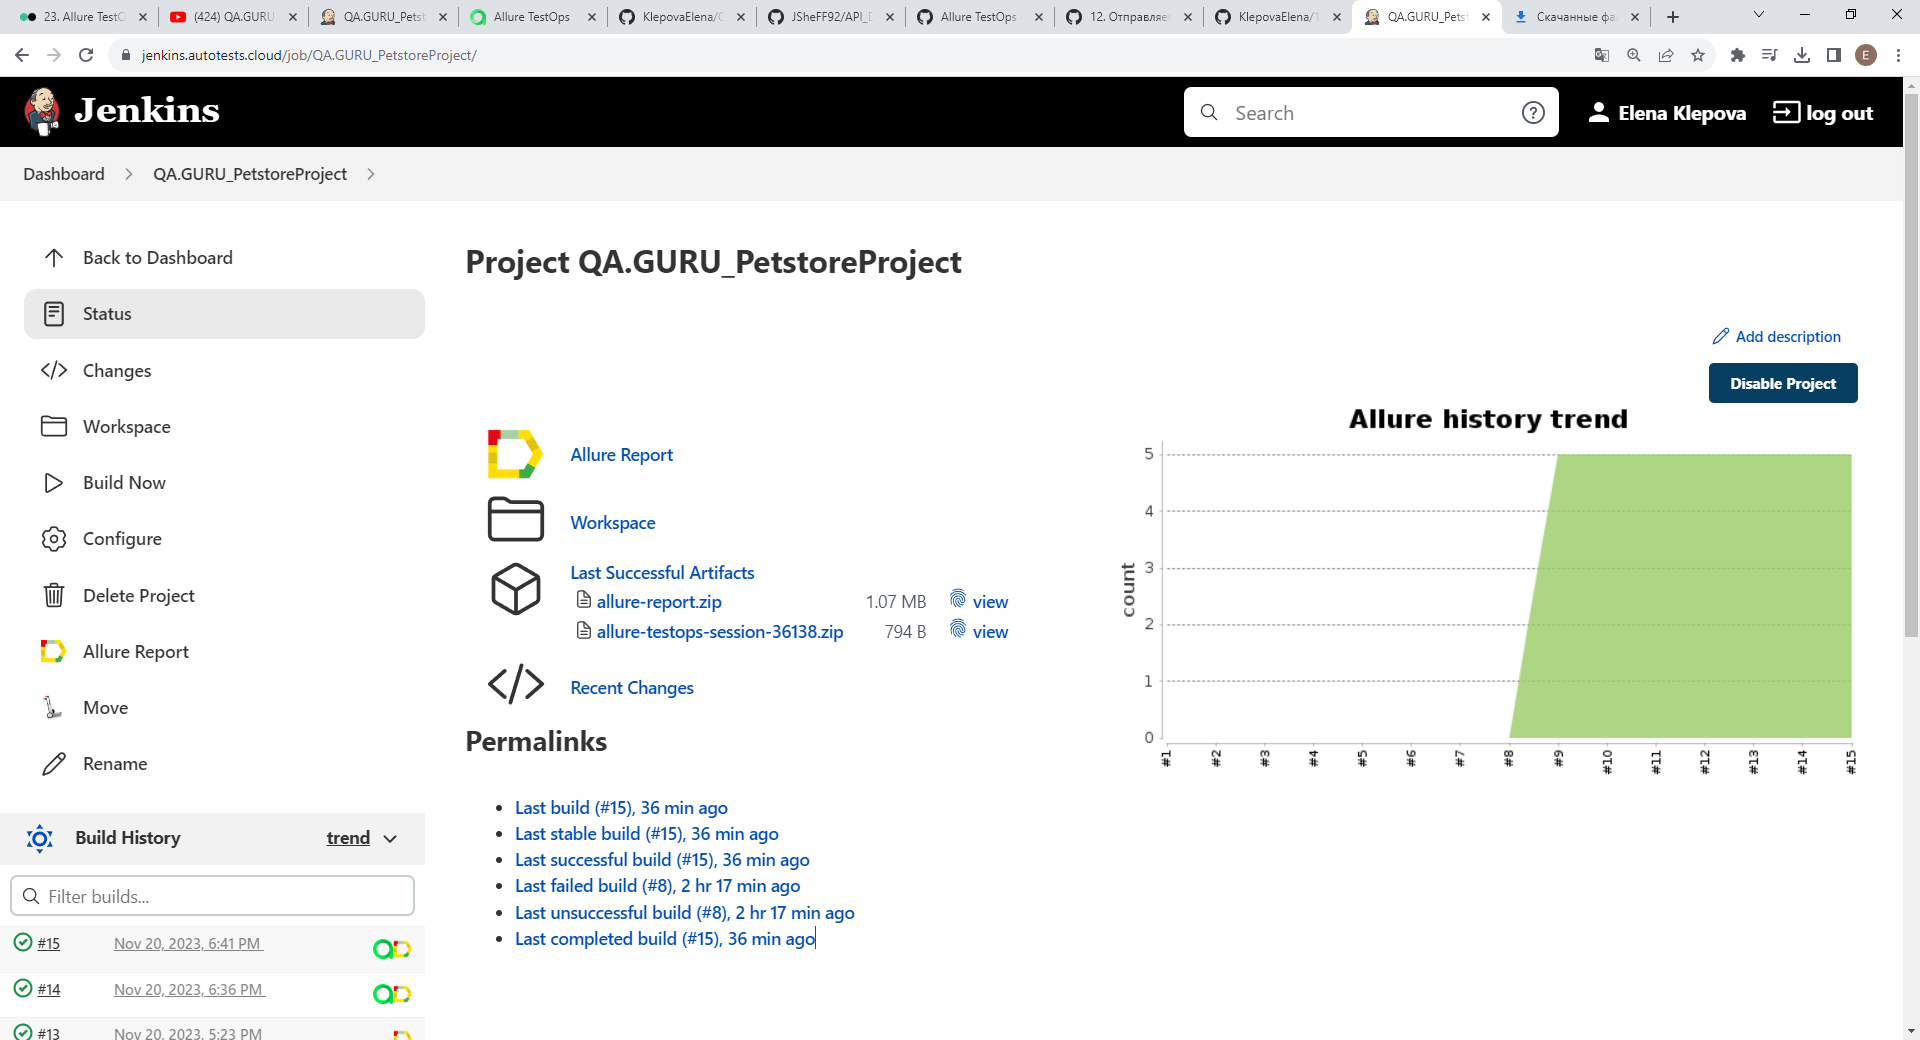 23. Allure TestO
(424) QA.GURU
QA.GURU_Petst
Allure TestOps
KlepovaElena/
JSheFF92/API_
Allure TestOps
12. Отправляе
KlepovaElena/1
QA.GURU_Petst
Скачанные фа
jenkins.autotests.cloud/job/QA.GURU_PetstoreProject/
E
Jenkins
Search
Elena Klepova
log out
Dashboard
QA.GURU_PetstoreProject
Back to Dashboard
Status
Changes
Workspace
Build Now
Configure
Delete Project
Allure Report
Move
Rename
Build History
trend
Filter builds...
#15 Nov 20, 2023, 6:41 PM
#14 Nov 20, 2023, 6:36 PM
#13 Nov 20, 2023, 5:23 PM
Project QA.GURU_PetstoreProject
Add description
Disable Project
Allure Report
Workspace
Last Successful Artifacts
allure-report.zip 1.07 MB view
allure-testops-session-36138.zip 794 B view
Recent Changes
Permalinks
Last build (#15), 36 min ago
Last stable build (#15), 36 min ago
Last successful build (#15), 36 min ago
Last failed build (#8), 2 hr 17 min ago
Last unsuccessful build (#8), 2 hr 17 min ago
Last completed build (#15), 36 min ago
Allure history trend
count
5
4
3
2
1
0
#1 #2 #3 #4 #5 #6 #7 #8 #9 #10 #11 #12 #13 #14 #15